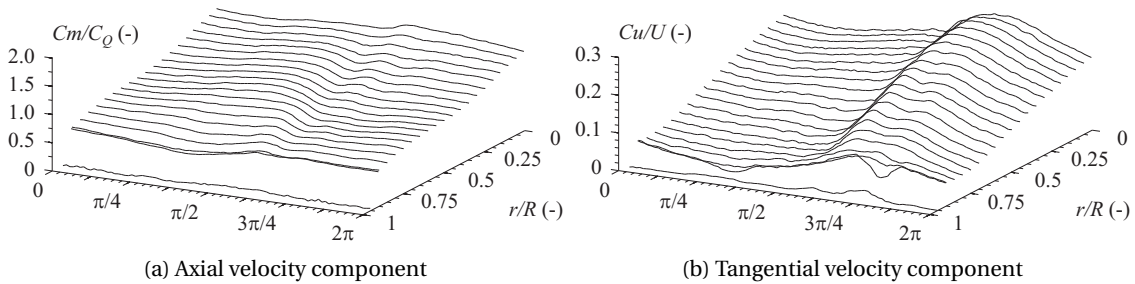 Cm/C_Q (-)
2.0
1.5
1.0
0.5
0
0
π/4
π/2
3π/4
2π
1
0.75
0.5
0.25
0
r/R (-)
(a) Axial velocity component
Cu/U (-)
0.3
0.2
0.1
0
0
π/4
π/2
3π/4
2π
1
0.75
0.5
0.25
0
r/R (-)
(b) Tangential velocity component